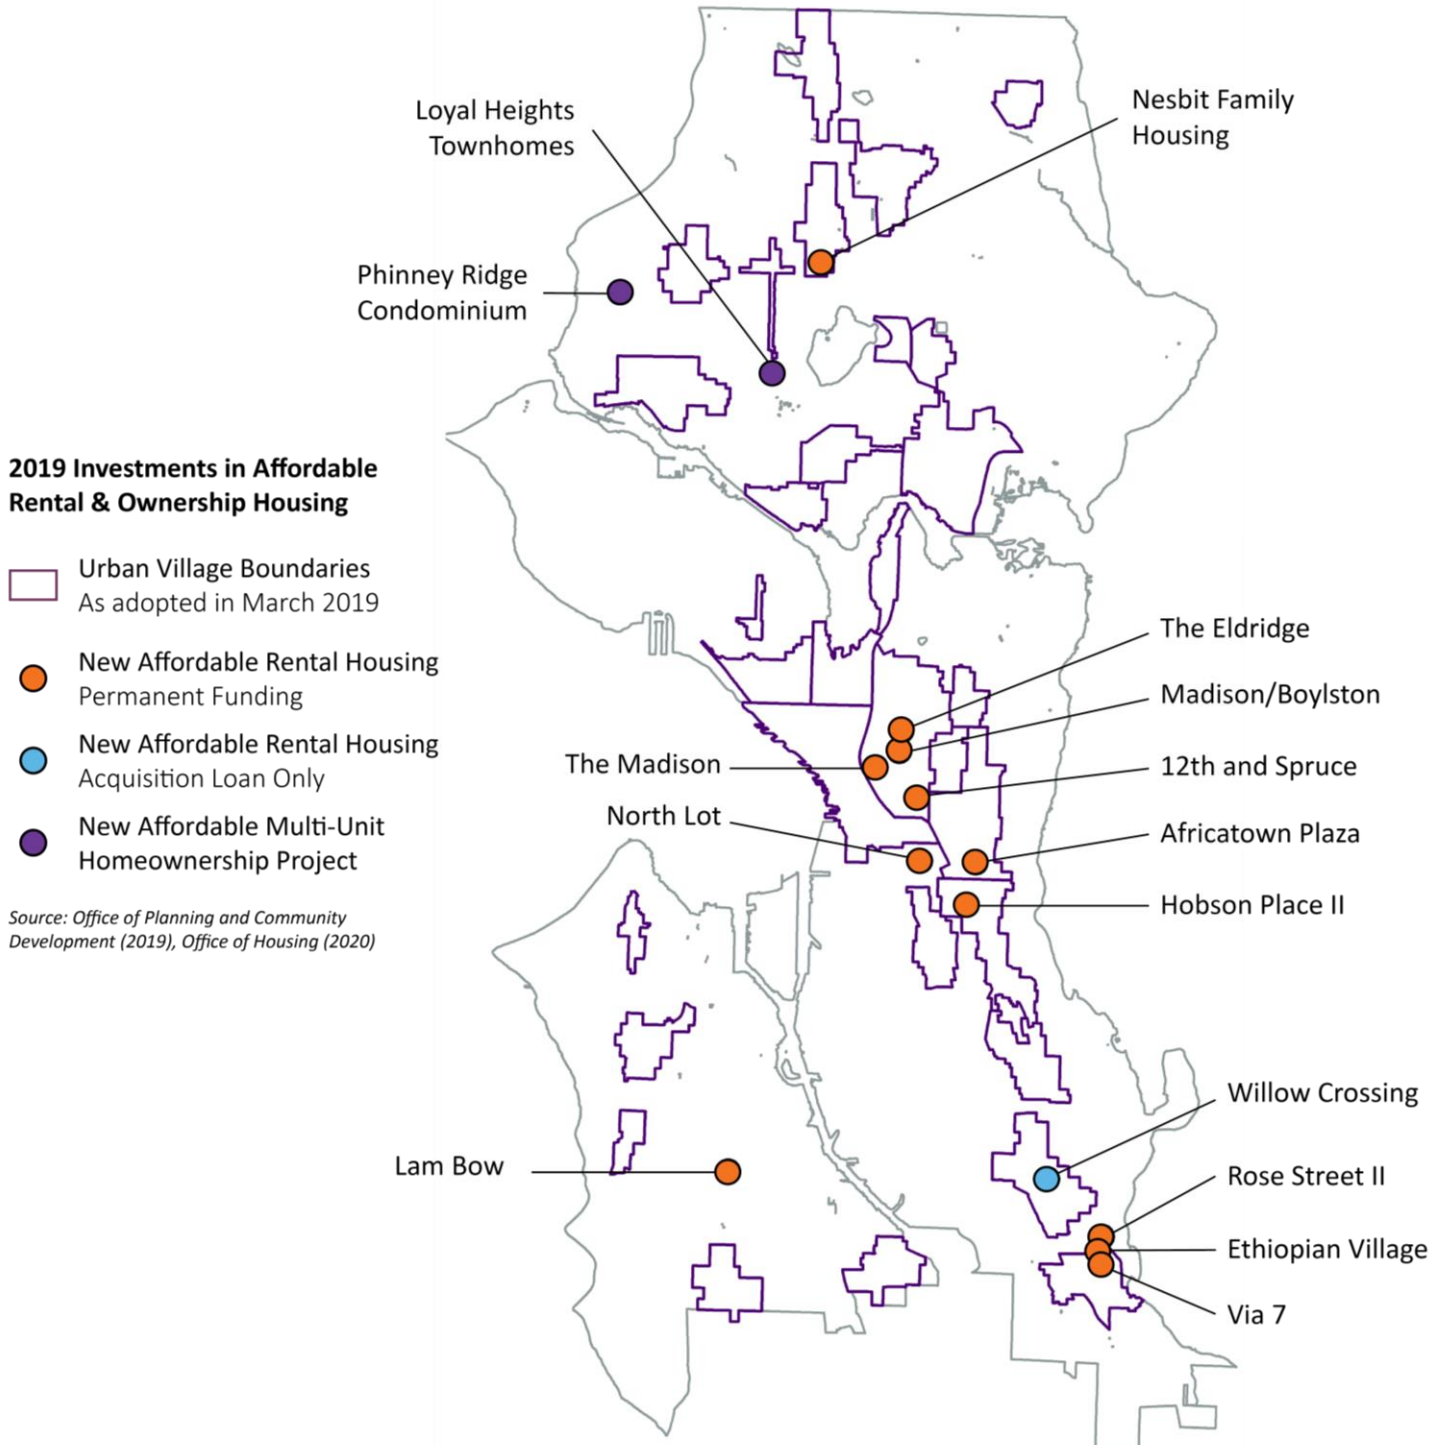 Loyal Heights
Townhomes
Nesbit Family
Housing
Phinney Ridge
Condominium
2019 Investments in Affordable
Rental & Ownership Housing
Urban Village Boundaries
As adopted in March 2019
New Affordable Rental Housing
Permanent Funding
New Affordable Rental Housing
Acquisition Loan Only
New Affordable Multi-Unit
Homeownership Project
Source: Office of Planning and Community
Development (2019), Office of Housing (2020)
The Eldridge
Madison/Boylston
The Madison
12th and Spruce
North Lot
Africatown Plaza
Hobson Place II
Willow Crossing
Lam Bow
Rose Street II
Ethiopian Village
Via 7